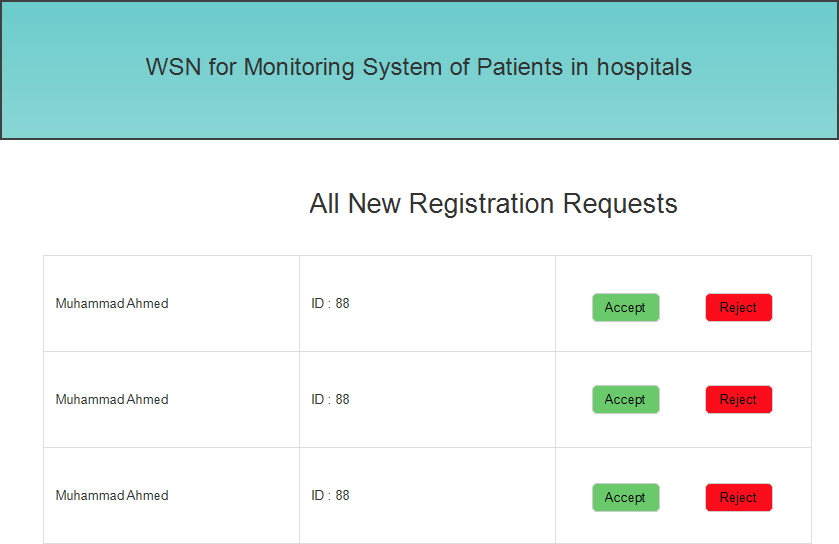 WSN for Monitoring System of Patients in hospitals
All New Registration Requests
Muhammad Ahmed ID : 88 Accept Reject
Muhammad Ahmed ID : 88 Accept Reject
Muhammad Ahmed ID : 88 Accept Reject